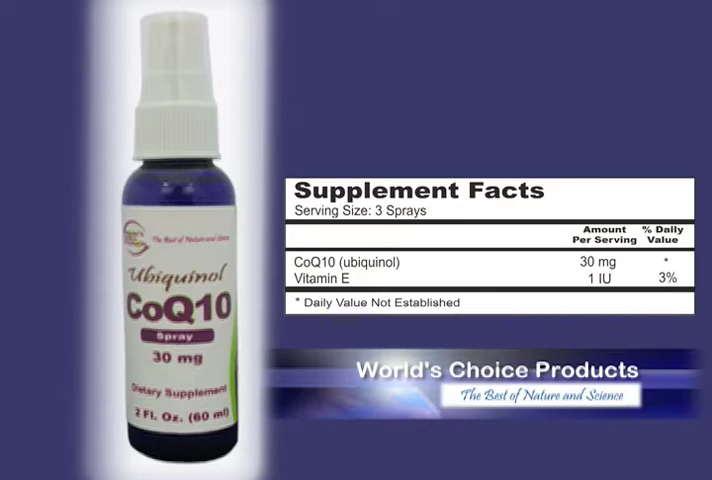 The Best of Nature and Science
Ubiquinol
CoQ10
Spray
30 mg
Dietary Supplement
2 Fl. Oz. (60 ml)
Supplement Facts
Serving Size: 3 Sprays
Amount Per Serving % Daily Value
CoQ10 (ubiquinol) 30 mg *
Vitamin E 1 IU 3%
* Daily Value Not Established
World's Choice Products
The Best of Nature and Science